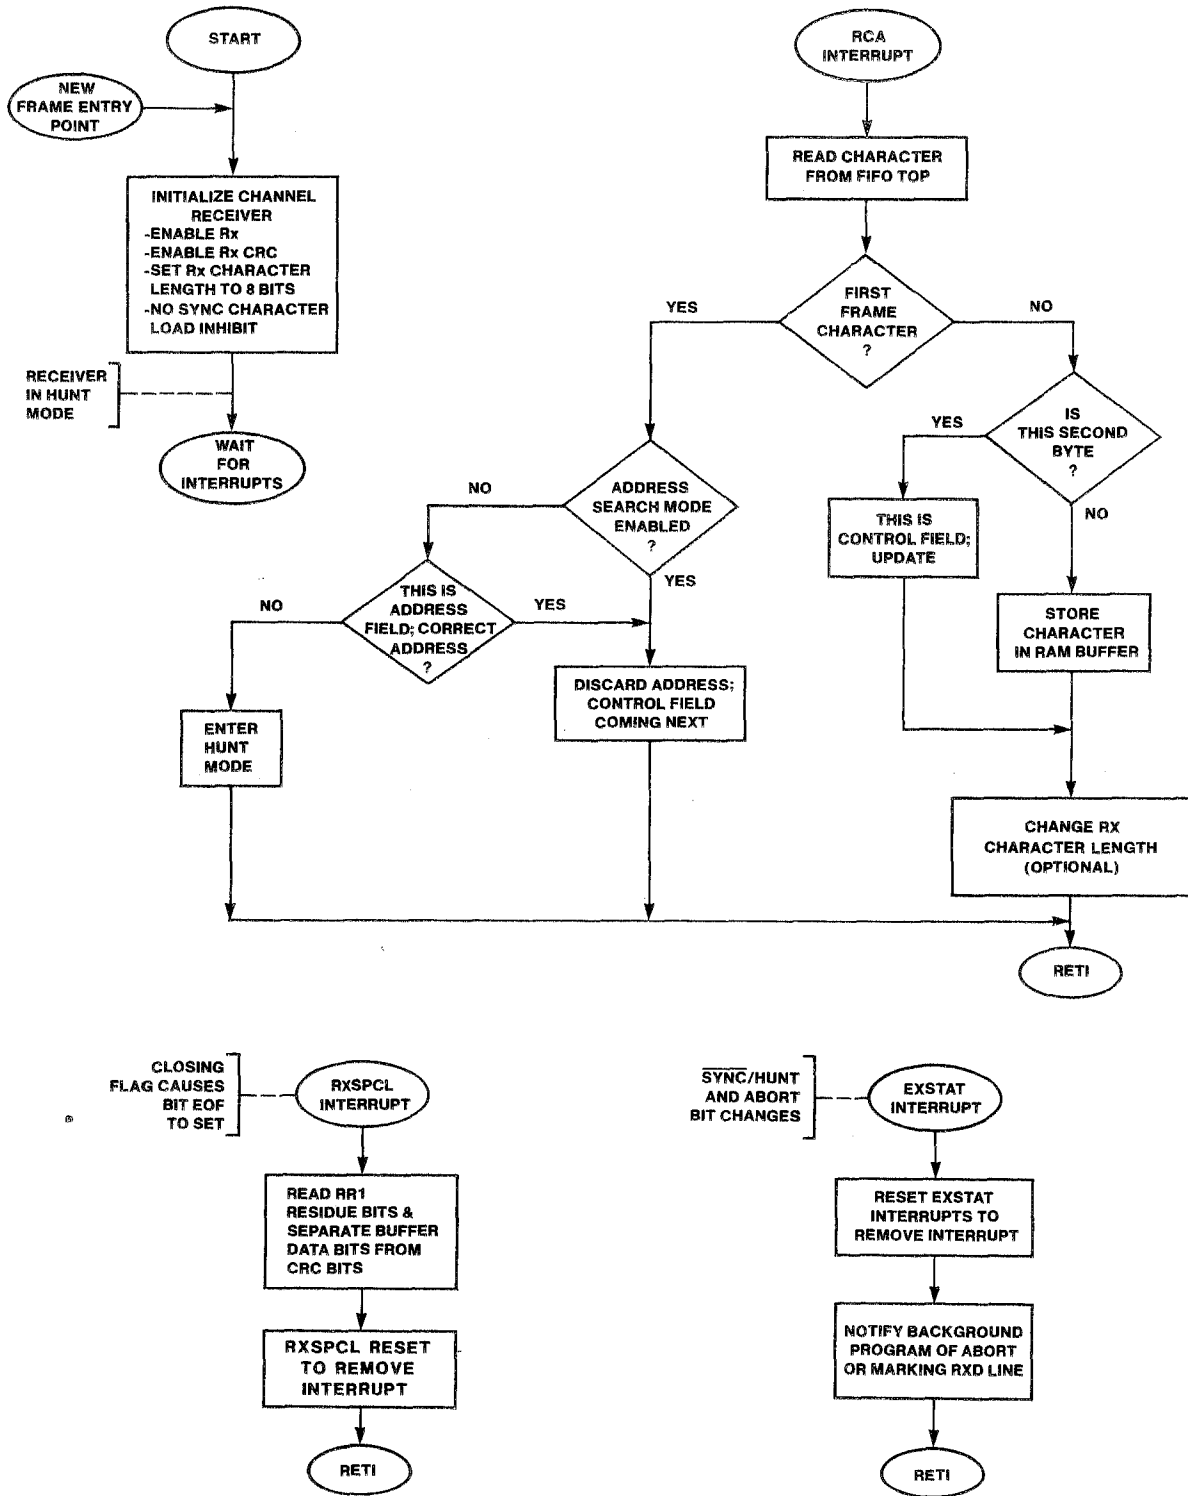 START
NEW
FRAME ENTRY
POINT
INITIALIZE CHANNEL
RECEIVER
-ENABLE Rx
-ENABLE Rx CRC
-SET Rx CHARACTER
LENGTH TO 8 BITS
-NO SYNC CHARACTER
LOAD INHIBIT
RECEIVER
IN HUNT
MODE
WAIT
FOR
INTERRUPTS
RCA
INTERRUPT
READ CHARACTER
FROM FIFO TOP
FIRST
FRAME
CHARACTER
?
YES
NO
IS
THIS SECOND
BYTE
?
YES
NO
THIS IS
CONTROL FIELD;
UPDATE
STORE
CHARACTER
IN RAM BUFFER
ADDRESS
SEARCH MODE
ENABLED
?
NO
YES
THIS IS
ADDRESS
FIELD; CORRECT
ADDRESS
?
NO
YES
DISCARD ADDRESS;
CONTROL FIELD
COMING NEXT
ENTER
HUNT
MODE
CHANGE RX
CHARACTER LENGTH
(OPTIONAL)
RETI
CLOSING
FLAG CAUSES
BIT EOF
TO SET
RXSPCL
INTERRUPT
READ RR1
RESIDUE BITS &
SEPARATE BUFFER
DATA BITS FROM
CRC BITS
RXSPCL RESET
TO REMOVE
INTERRUPT
RETI
S̅Y̅N̅C̅/HUNT
AND ABORT
BIT CHANGES
EXSTAT
INTERRUPT
RESET EXSTAT
INTERRUPTS TO
REMOVE INTERRUPT
NOTIFY BACKGROUND
PROGRAM OF ABORT
OR MARKING RXD LINE
RETI